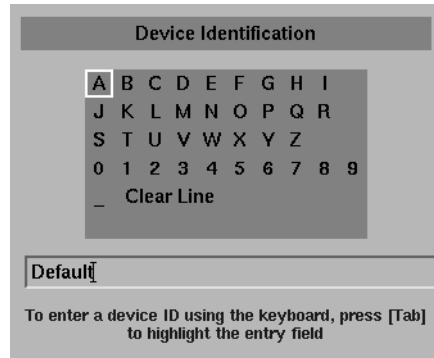 Device Identification
A B C D E F G H I
J K L M N O P Q R
S T U V W X Y Z
0 1 2 3 4 5 6 7 8 9
_ Clear Line
Default
To enter a device ID using the keyboard, press [Tab]
to highlight the entry field